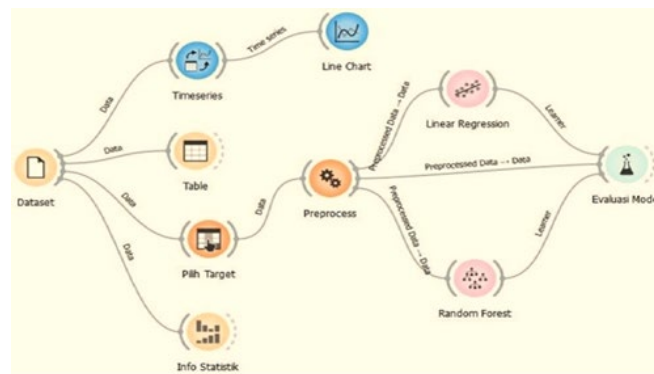 Time series
Line Chart
Data
Timeseries
Preprocessed Data → Data
Linear Regression
Learner
Data
Table
Dataset
Data
Data
Preprocess
Preprocessed Data → Data
Evaluasi Mode
Pilih Target
Data
Preprocessed Data → Data
Learner
Random Forest
Info Statistik